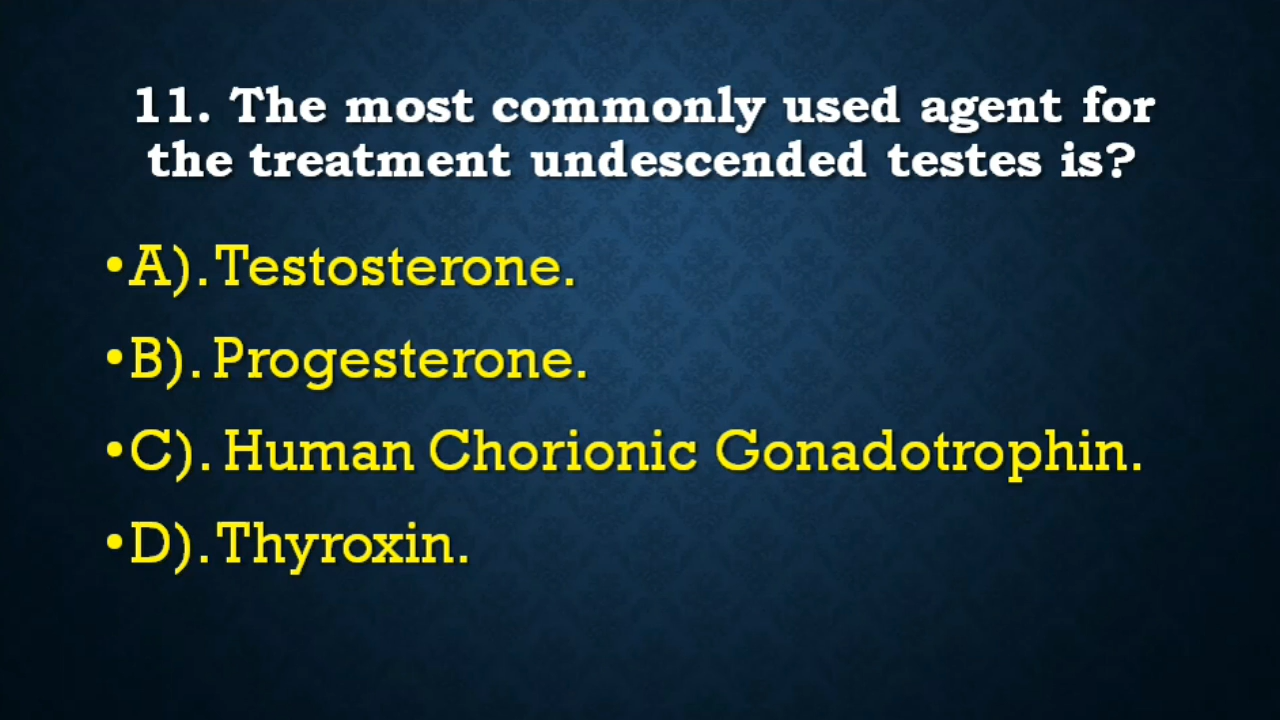 11. The most commonly used agent for
the treatment undescended testes is?
•A).Testosterone.
•B). Progesterone.
•C). Human Chorionic Gonadotrophin.
•D).Thyroxin.